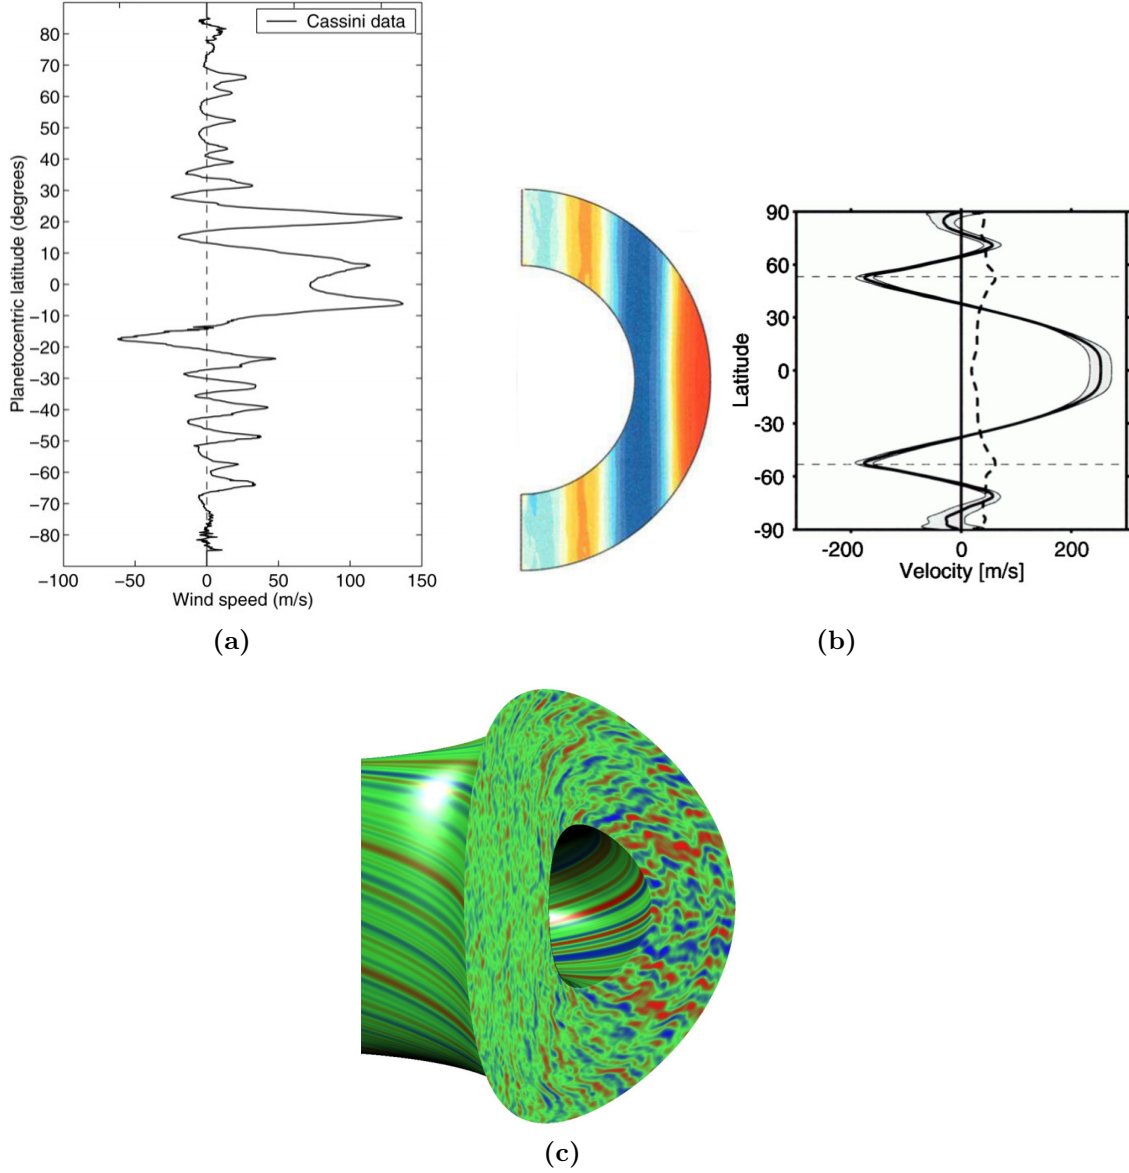 Cassini data
80
70
60
50
40
30
20
10
0
−10
−20
−30
−40
−50
−60
−70
−80
Planetocentric latitude (degrees)
−100 −50 0 50 100 150
Wind speed (m/s)
(a)
90
60
30
0
-30
-60
-90
Latitude
-200 0 200
Velocity [m/s]
(b)
(c)